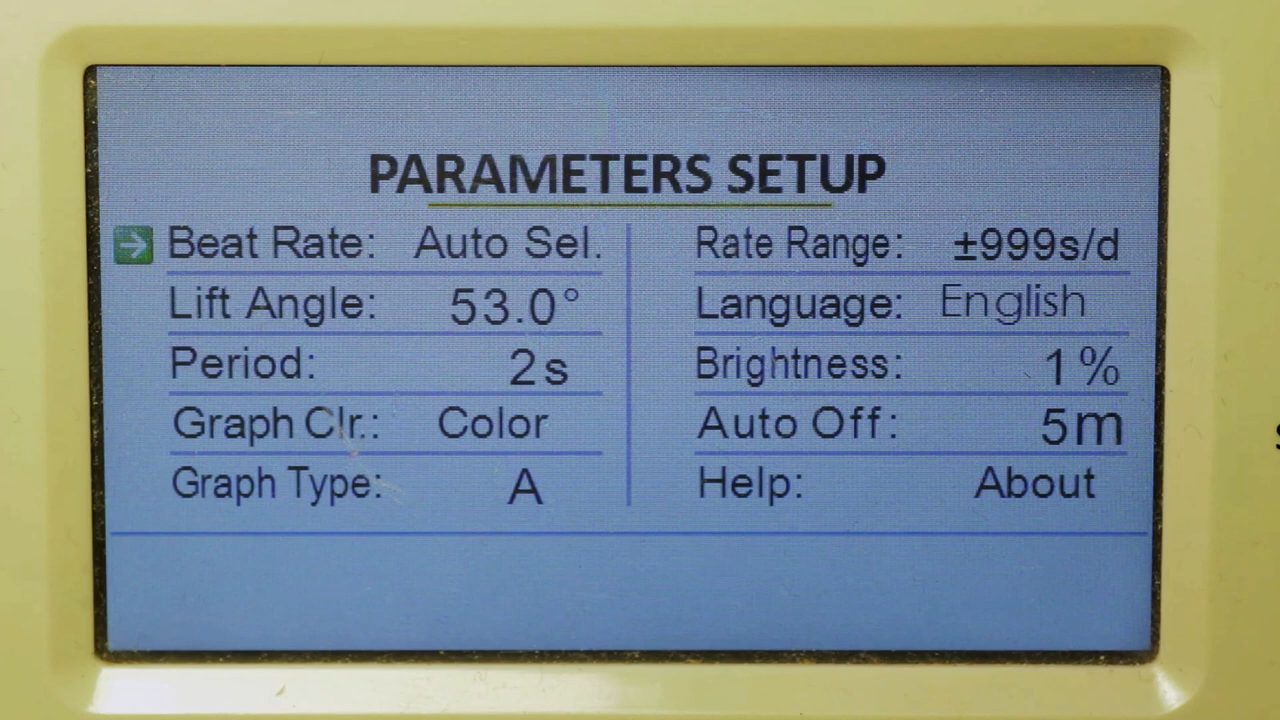 PARAMETERS SETUP
Beat Rate: Auto Sel.
Lift Angle: 53.0°
Period: 2s
Graph Clr.: Color
Graph Type: A
Rate Range: ±999s/d
Language: English
Brightness: 1%
Auto Off: 5m
Help: About